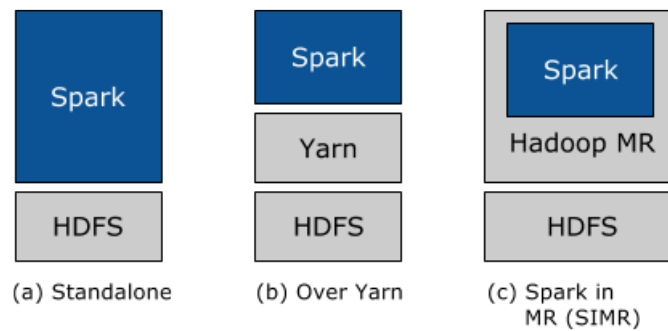 Spark
HDFS
(a) Standalone
Spark
Yarn
HDFS
(b) Over Yarn
Spark
Hadoop MR
HDFS
(c) Spark in
MR (SIMR)